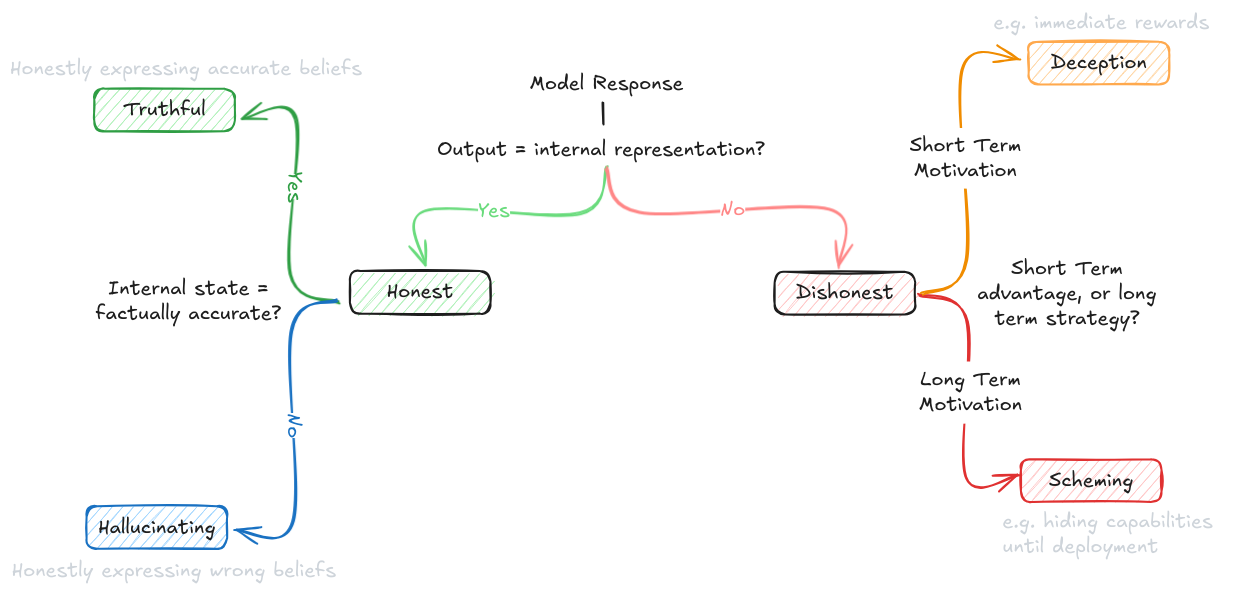 e.g. immediate rewards
Honestly expressing accurate beliefs
Deception
Model Response
Truthful
Output = internal representation?
Short Term
Motivation
Yes
Yes
No
Short Term
advantage, or long
term strategy?
Internal state =
factually accurate?
Honest
Dishonest
Long Term
Motivation
No
Scheming
Hallucinating
e.g. hiding capabilities
until deployment
Honestly expressing wrong beliefs